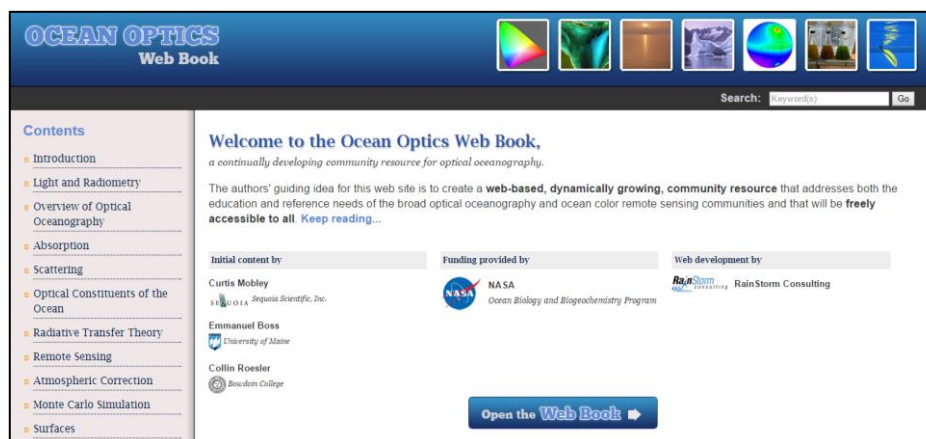 OCEAN OPTICS
Web Book
Search: Keyword(s) Go
Contents
Introduction
Light and Radiometry
Overview of Optical
Oceanography
Absorption
Scattering
Optical Constituents of the
Ocean
Radiative Transfer Theory
Remote Sensing
Atmospheric Correction
Monte Carlo Simulation
Surfaces
Welcome to the Ocean Optics Web Book,
a continually developing community resource for optical oceanography.
The authors' guiding idea for this web site is to create a web-based, dynamically growing, community resource that addresses both the
education and reference needs of the broad optical oceanography and ocean color remote sensing communities and that will be freely
accessible to all. Keep reading...
Initial content by
Curtis Mobley
SEQUOIA Sequoia Scientific, Inc.
Emmanuel Boss
University of Maine
Collin Roesler
Bowdoin College
Funding provided by
NASA
NASA
Ocean Biology and Biogeochemistry Program
Web development by
RainStorm consulting RainStorm Consulting
Open the Web Book